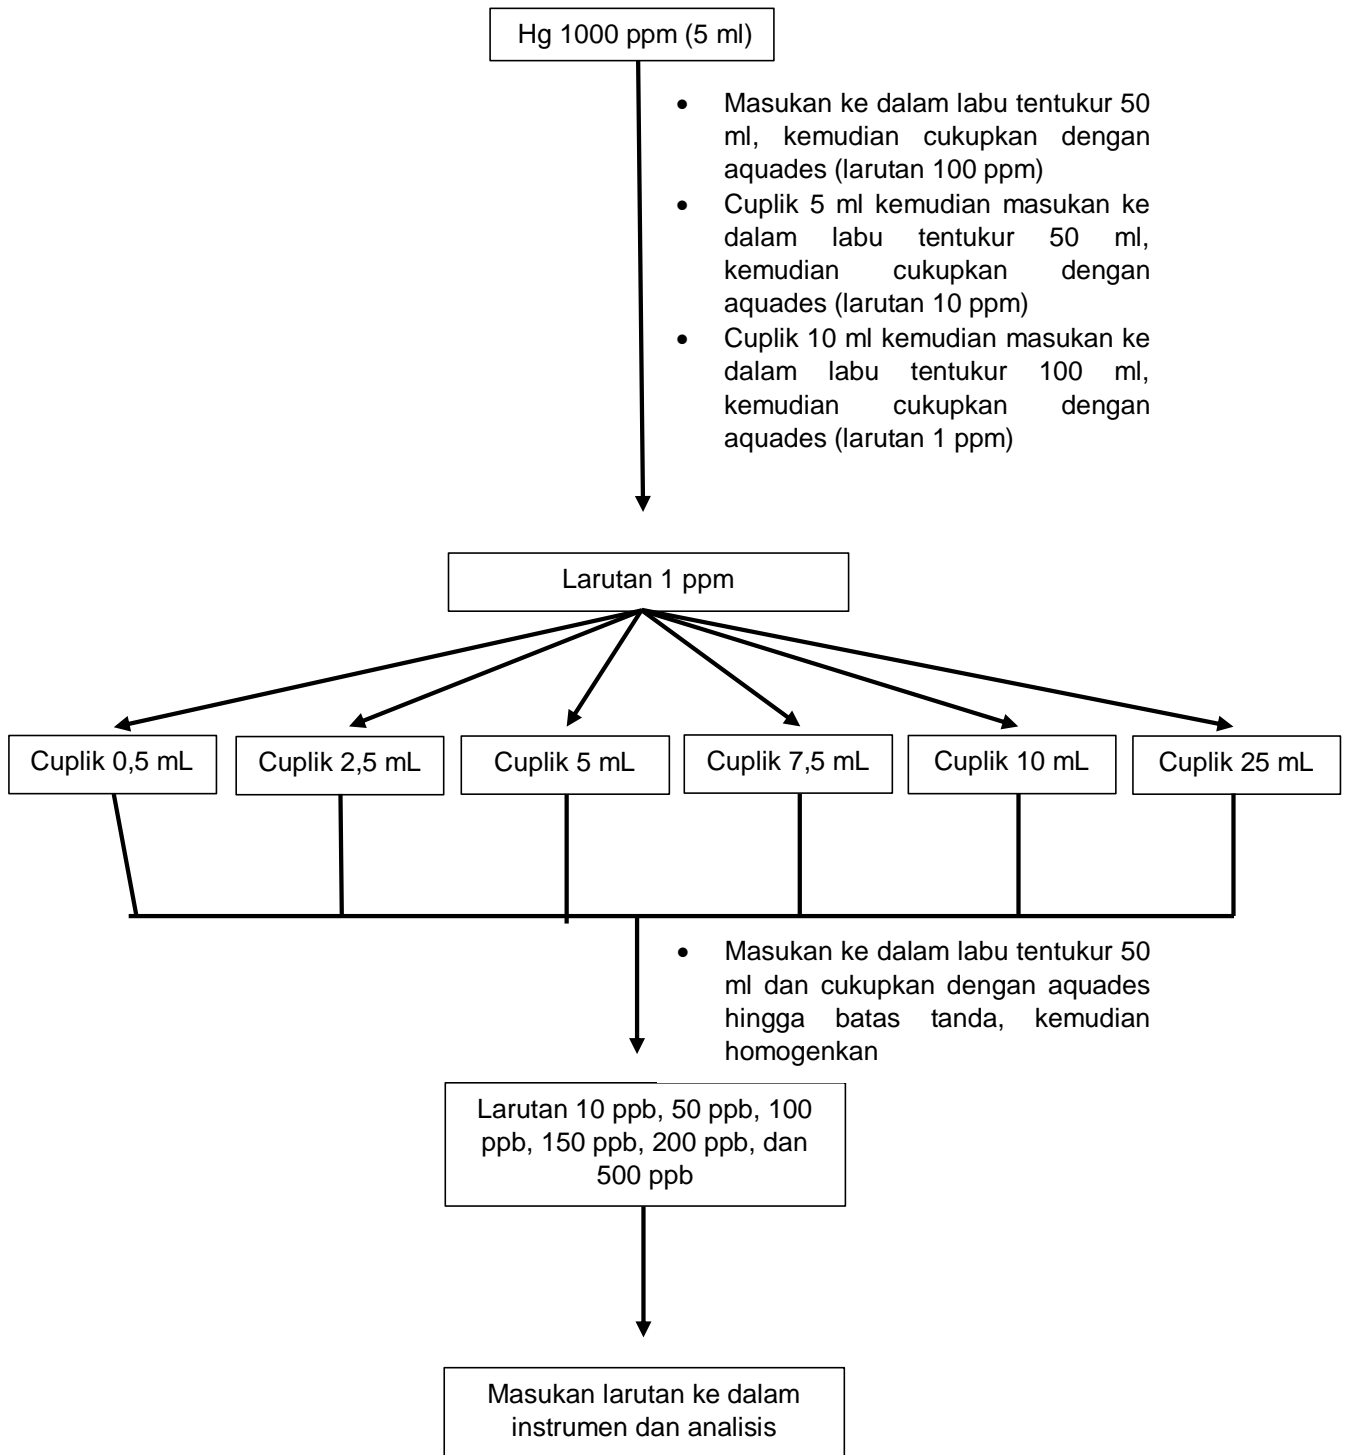 Hg 1000 ppm (5 ml)
• Masukan ke dalam labu tentukur 50
ml, kemudian cukupkan dengan
aquades (larutan 100 ppm)
• Cuplik 5 ml kemudian masukan ke
dalam labu tentukur 50 ml,
kemudian cukupkan dengan
aquades (larutan 10 ppm)
• Cuplik 10 ml kemudian masukan ke
dalam labu tentukur 100 ml,
kemudian cukupkan dengan
aquades (larutan 1 ppm)
Larutan 1 ppm
Cuplik 0,5 mL
Cuplik 2,5 mL
Cuplik 5 mL
Cuplik 7,5 mL
Cuplik 10 mL
Cuplik 25 mL
• Masukan ke dalam labu tentukur 50
ml dan cukupkan dengan aquades
hingga batas tanda, kemudian
homogenkan
Larutan 10 ppb, 50 ppb, 100
ppb, 150 ppb, 200 ppb, dan
500 ppb
Masukan larutan ke dalam
instrumen dan analisis